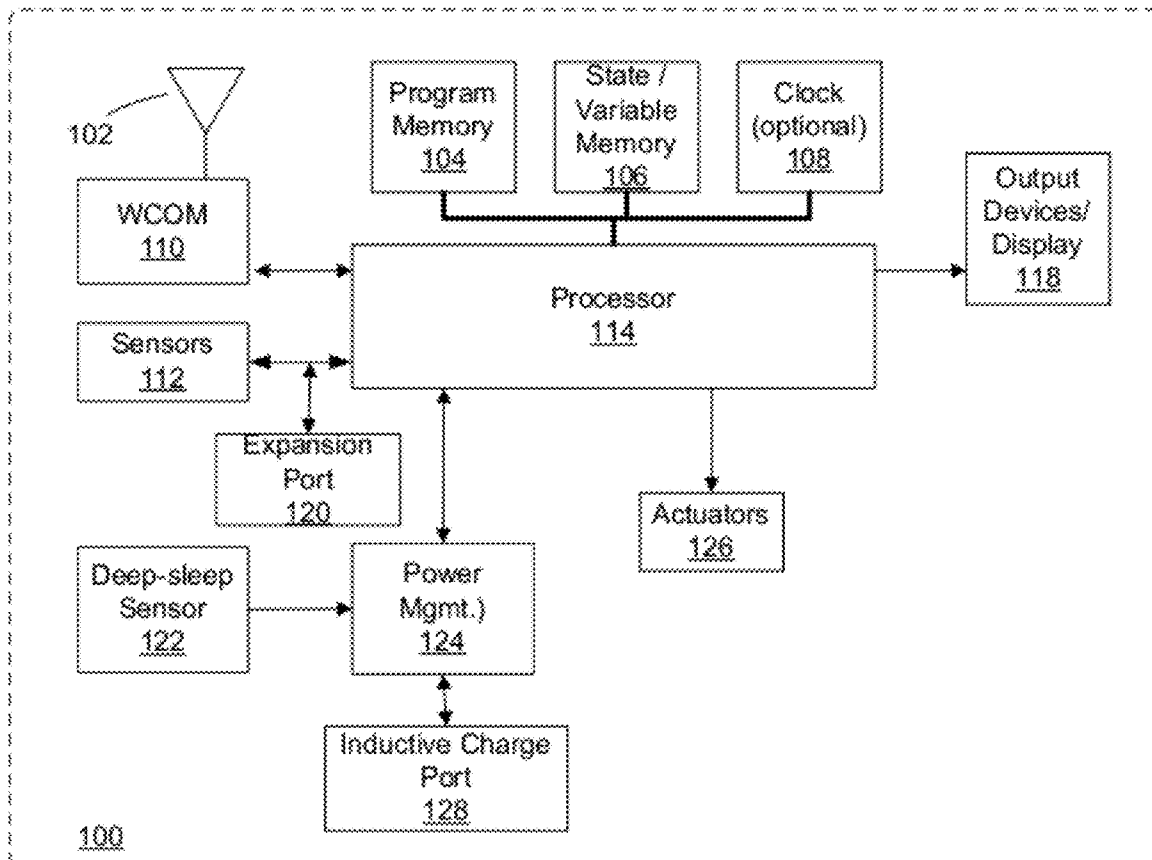 102
Program
Memory
104
State /
Variable
Memory
106
Clock
(optional)
108
Output
Devices/
Display
118
WCOM
110
Processor
114
Sensors
112
Expansion
Port
120
Actuators
126
Deep-sleep
Sensor
122
Power
Mgmt.)
124
Inductive Charge
Port
128
100